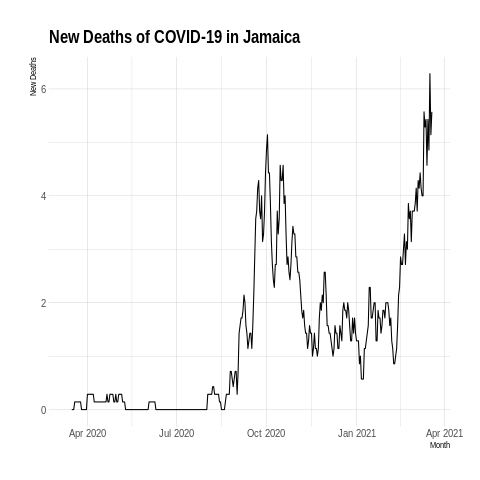 New Deaths of COVID-19 in Jamaica
New Deaths
6
4
2
0
Apr 2020 Jul 2020 Oct 2020 Jan 2021 Apr 2021
Month